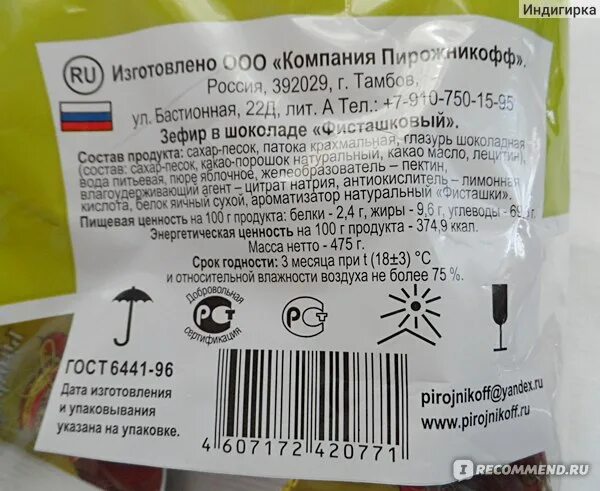 Индигирка
RU
Изготовлено ООО «Компания Пирожникофф».
Россия, 392029, г. Тамбов,
ул. Бастионная, 22Д, лит. А Тел.: +7-910-750-15-95
Зефир в шоколаде «Фисташковый».
Состав продукта: сахар-песок, патока крахмальная, глазурь шоколадная
(состав: сахар-песок, какао-порошок натуральный, какао масло, лецитин),
вода питьевая, пюре яблочное, желеобразователь – пектин,
влагоудерживающий агент – цитрат натрия, антиокислитель – лимонная
кислота, белок яичный сухой, ароматизатор натуральный «Фисташки».
Пищевая ценность на 100 г продукта: белки - 2,4 г, жиры - 9,6 г, углеводы -
Энергетическая ценность на 100 г продукта - 374,9 ккал.
Масса нетто - 475 г.
Срок годности: 3 месяца при t (18±3) °С
и относительной влажности воздуха не более 75 %.
Добровольная
сертификация
ГОСТ 6441-96
Дата изготовления
и упаковывания
указана на упаковке.
pirojnikoff@yandex.ru
www.pirojnikoff.ru
4 607172 420771
I RECOMMEND.RU